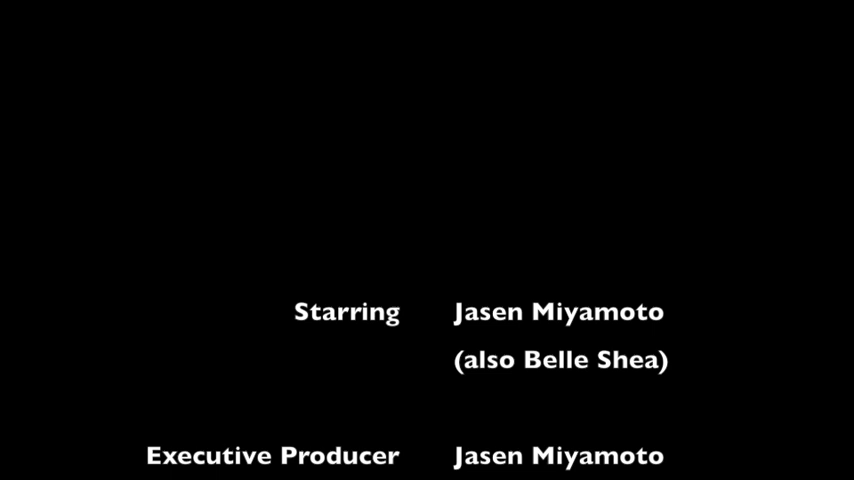 Starring Jasen Miyamoto
(also Belle Shea)
Executive Producer Jasen Miyamoto